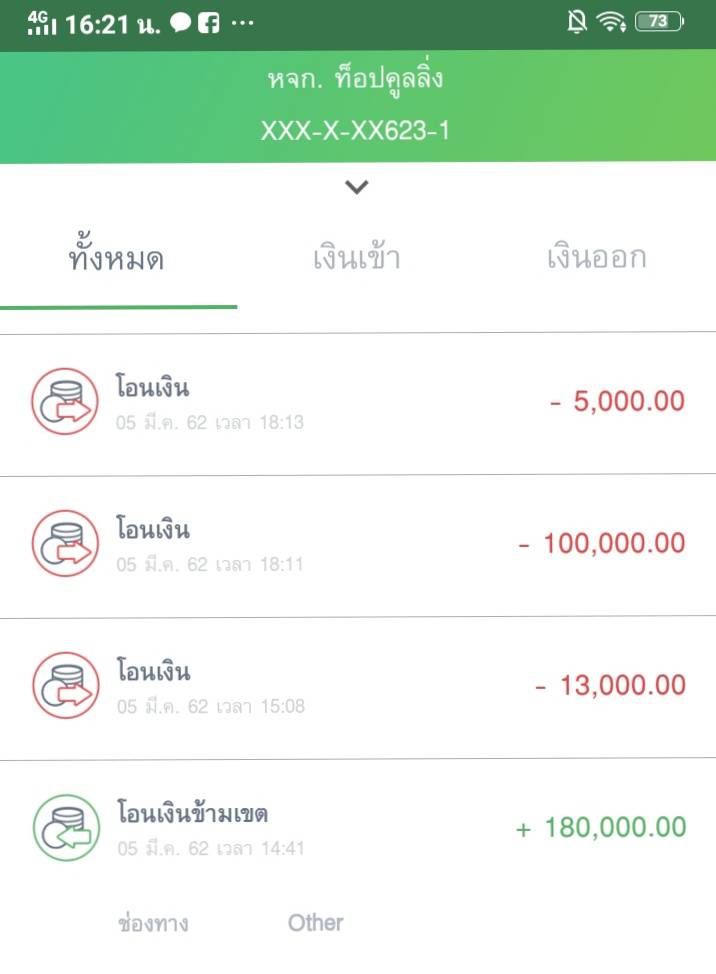 4G 16:21 น. ... 73
หจก. ท็อปคูลลิ่ง
XXX-X-XX623-1
ทั้งหมด เงินเข้า เงินออก
โอนเงิน - 5,000.00
05 มี.ค. 62 เวลา 18:13
โอนเงิน - 100,000.00
05 มี.ค. 62 เวลา 18:11
โอนเงิน - 13,000.00
05 มี.ค. 62 เวลา 15:08
โอนเงินข้ามเขต + 180,000.00
05 มี.ค. 62 เวลา 14:41
ช่องทาง Other